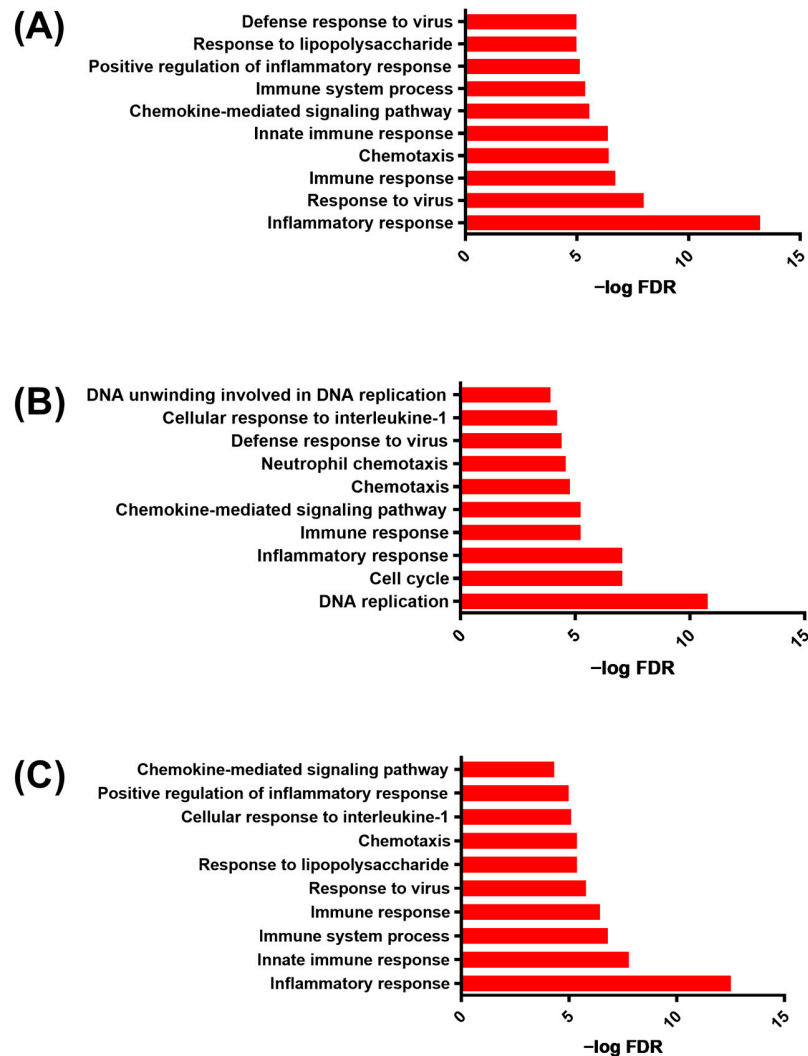 (A)
Defense response to virus
Response to lipopolysaccharide
Positive regulation of inflammatory response
Immune system process
Chemokine-mediated signaling pathway
Innate immune response
Chemotaxis
Immune response
Response to virus
Inflammatory response
0 5 10 15
−log FDR
(B)
DNA unwinding involved in DNA replication
Cellular response to interleukine-1
Defense response to virus
Neutrophil chemotaxis
Chemotaxis
Chemokine-mediated signaling pathway
Immune response
Inflammatory response
Cell cycle
DNA replication
0 5 10 15
−log FDR
(C)
Chemokine-mediated signaling pathway
Positive regulation of inflammatory response
Cellular response to interleukine-1
Chemotaxis
Response to lipopolysaccharide
Response to virus
Immune response
Immune system process
Innate immune response
Inflammatory response
0 5 10 15
−log FDR